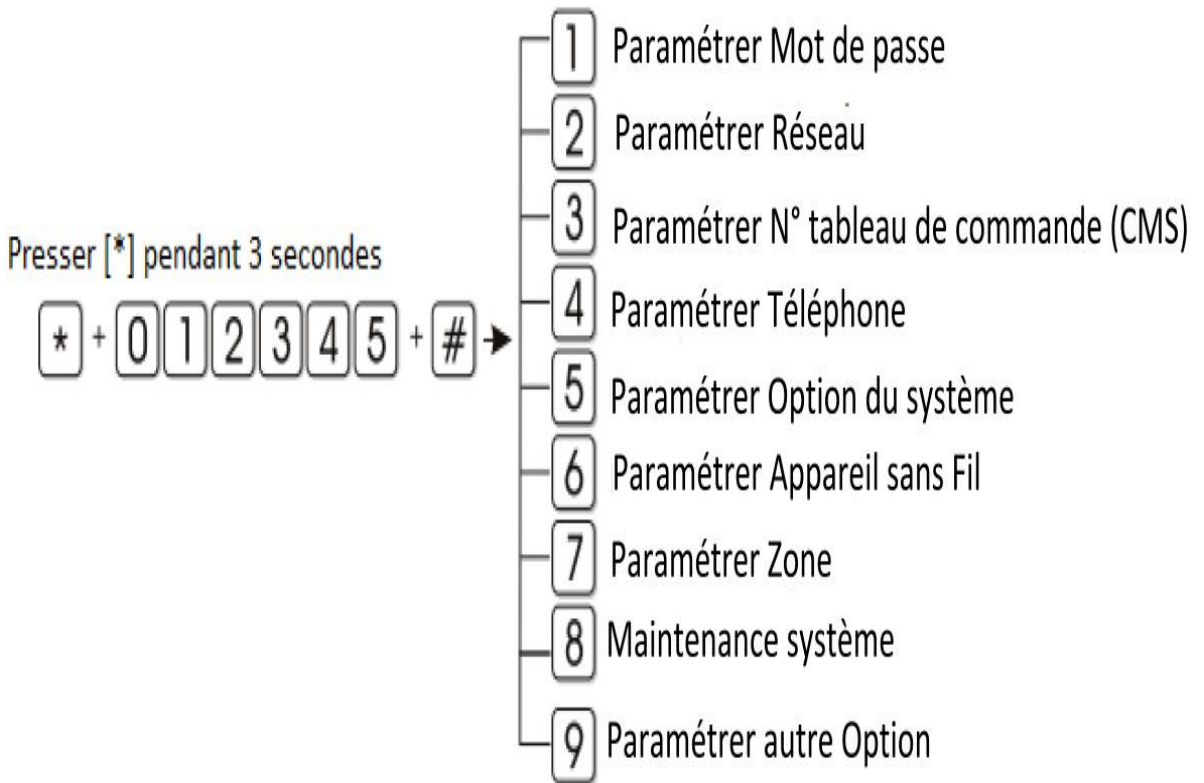 1 Paramétrer Mot de passe
2 Paramétrer Réseau
3 Paramétrer N° tableau de commande (CMS)
Presser [*] pendant 3 secondes
* + 0 1 2 3 4 5 + #
4 Paramétrer Téléphone
5 Paramétrer Option du système
6 Paramétrer Appareil sans Fil
7 Paramétrer Zone
8 Maintenance système
9 Paramétrer autre Option